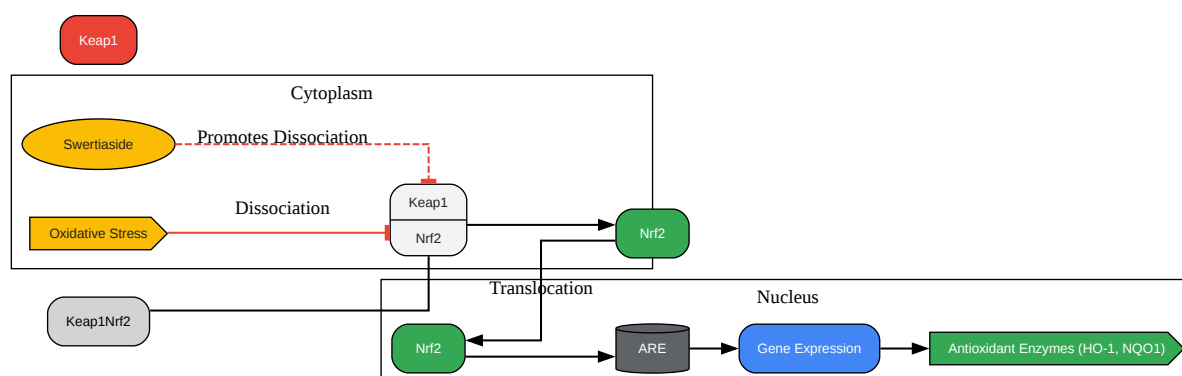 Keap1
Cytoplasm
Swertiaside
Promotes Dissociation
Keap1
Dissociation
Oxidative Stress
Nrf2
Nrf2
Translocation
Nucleus
Keap1Nrf2
Nrf2
ARE
Gene Expression
Antioxidant Enzymes (HO-1, NQO1)